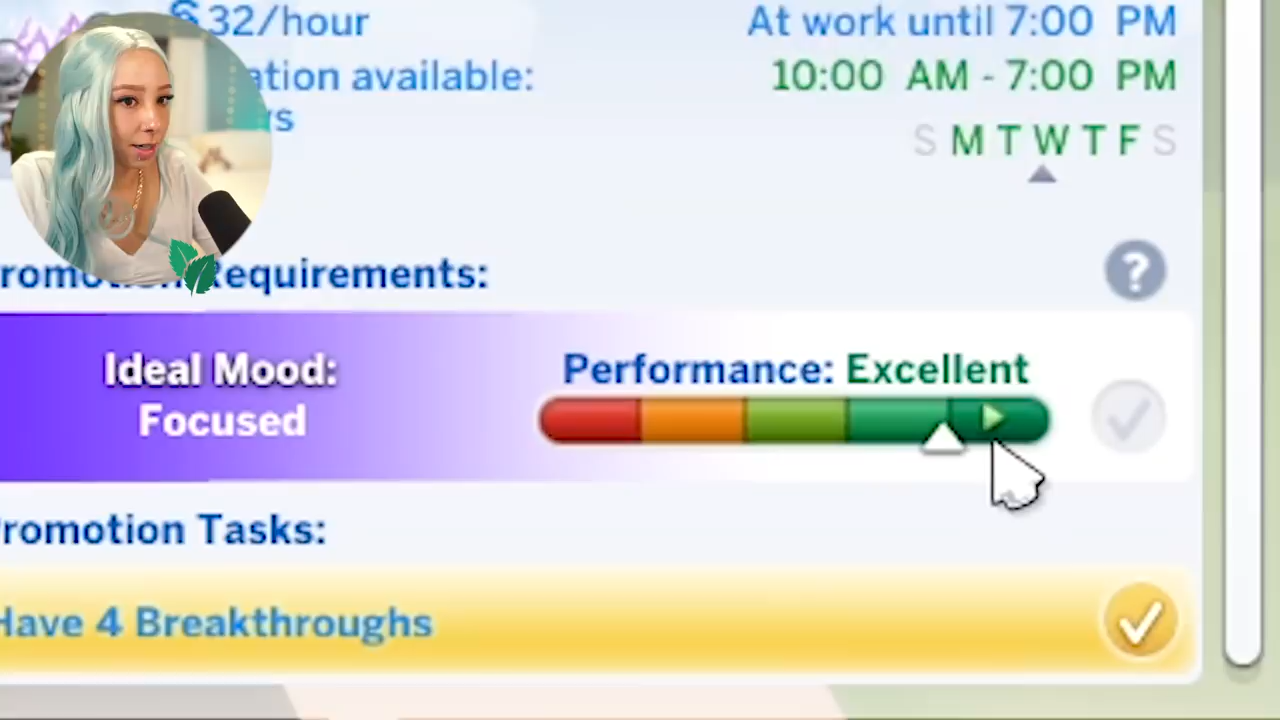 32/hour
At work until 7:00 PM
ation available:
10:00 AM - 7:00 PM
S M T W T F S
Requirements:
?
Ideal Mood:
Focused
Performance: Excellent
romotion Tasks:
Have 4 Breakthroughs